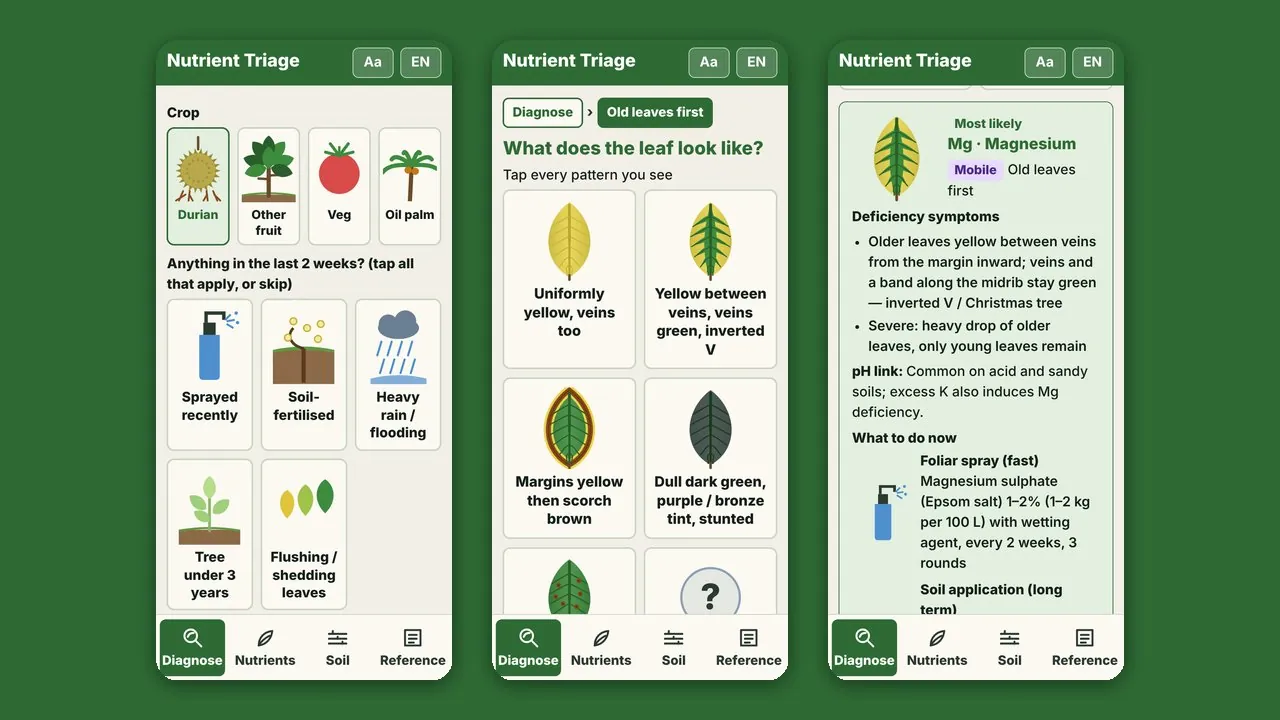 Nutrient Triage
Aa
EN
Crop
Durian
Other
fruit
Veg
Oil palm
Anything in the last 2 weeks? (tap all
that apply, or skip)
Sprayed
recently
Soil-
fertilised
Heavy
rain /
flooding
Tree
under 3
years
Flushing /
shedding
leaves
Diagnose
Nutrients
Soil
Reference
Nutrient Triage
Aa
EN
Diagnose
›
Old leaves first
What does the leaf look like?
Tap every pattern you see
Uniformly
yellow, veins
too
Yellow between
veins, veins
green, inverted
V
Margins yellow
then scorch
brown
Dull dark green,
purple / bronze
tint, stunted
?
Diagnose
Nutrients
Soil
Reference
Nutrient Triage
Aa
EN
Most likely
Mg · Magnesium
Mobile Old leaves
first
Deficiency symptoms
• Older leaves yellow between veins
from the margin inward; veins and
a band along the midrib stay green
— inverted V / Christmas tree
• Severe: heavy drop of older
leaves, only young leaves remain
pH link: Common on acid and sandy
soils; excess K also induces Mg
deficiency.
What to do now
Foliar spray (fast)
Magnesium sulphate
(Epsom salt) 1–2% (1–2 kg
per 100 L) with wetting
agent, every 2 weeks, 3
rounds
Soil application (long
term)
Diagnose
Nutrients
Soil
Reference